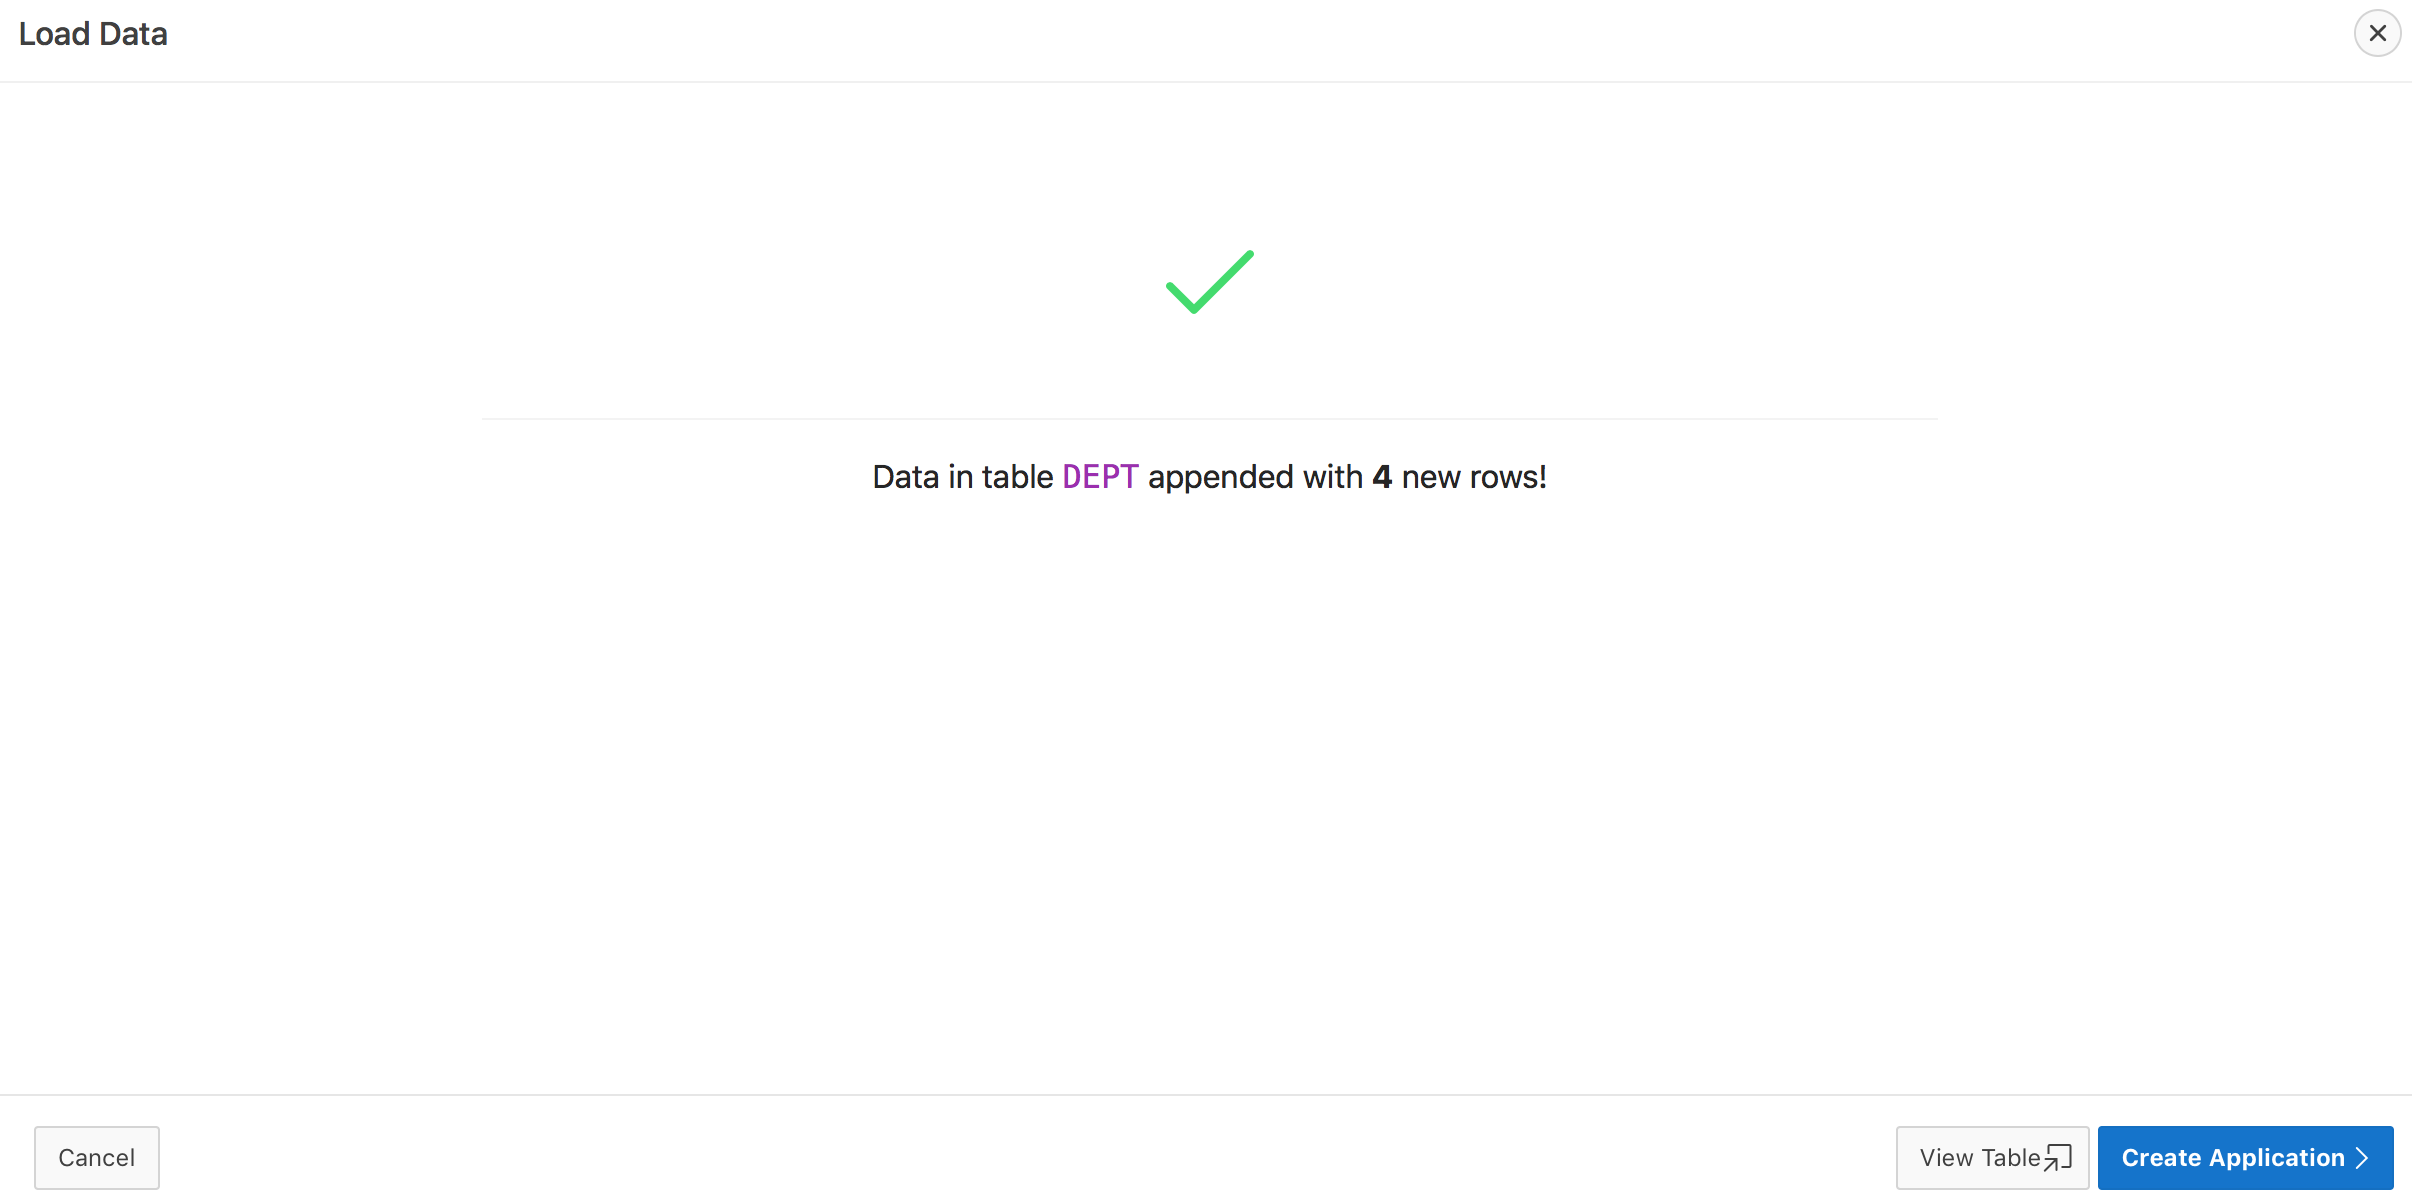 Load Data
Data in table DEPT appended with 4 new rows!
Cancel
View Table
Create Application